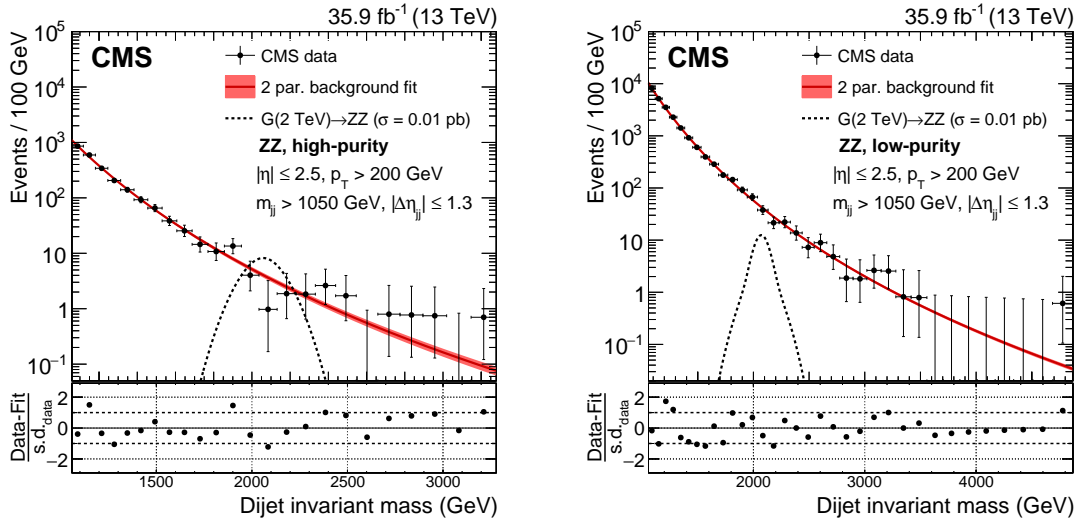 35.9 fb⁻¹ (13 TeV)
CMS
CMS data
2 par. background fit
G(2 TeV)→ZZ (σ = 0.01 pb)
ZZ, high-purity
|η| ≤ 2.5, p_T > 200 GeV
m_jj > 1050 GeV, |Δη_jj| ≤ 1.3
Events / 100 GeV
10⁵
10⁴
10³
10²
10
1
10⁻¹
Data-Fit
s.d._data
2
0
−2
1500 2000 2500 3000
Dijet invariant mass (GeV)
35.9 fb⁻¹ (13 TeV)
CMS
CMS data
2 par. background fit
G(2 TeV)→ZZ (σ = 0.01 pb)
ZZ, low-purity
|η| ≤ 2.5, p_T > 200 GeV
m_jj > 1050 GeV, |Δη_jj| ≤ 1.3
Events / 100 GeV
10⁵
10⁴
10³
10²
10
1
10⁻¹
Data-Fit
s.d._data
2
0
−2
2000 3000 4000
Dijet invariant mass (GeV)